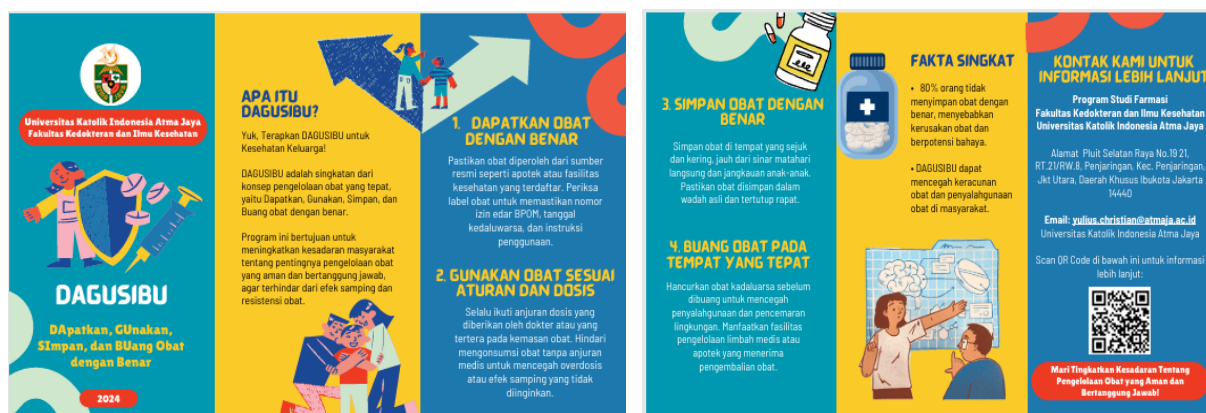 Universitas Katolik Indonesia Atma Jaya
Fakultas Kedokteran dan Ilmu Kesehatan
DAGUSIBU
DApatkan, GUnakan,
SImpan, dan BUang Obat
dengan Benar
2024
APA ITU
DAGUSIBU?
Yuk, Terapkan DAGUSIBU untuk
Kesehatan Keluarga!
DAGUSIBU adalah singkatan dari
konsep pengelolaan obat yang tepat,
yaitu Dapatkan, Gunakan, Simpan, dan
Buang obat dengan benar.
Program ini bertujuan untuk
meningkatkan kesadaran masyarakat
tentang pentingnya pengelolaan obat
yang aman dan bertanggung jawab,
agar terhindar dari efek samping dan
resistensi obat.
1. DAPATKAN OBAT
DENGAN BENAR
Pastikan obat diperoleh dari sumber
resmi seperti apotek atau fasilitas
kesehatan yang terdaftar. Periksa
label obat untuk memastikan nomor
izin edar BPOM, tanggal
kedaluwarsa, dan instruksi
penggunaan.
2. GUNAKAN OBAT SESUAI
ATURAN DAN DOSIS
Selalu ikuti anjuran dosis yang
diberikan oleh dokter atau yang
tertera pada kemasan obat. Hindari
mengonsumsi obat tanpa anjuran
medis untuk mencegah overdosis
atau efek samping yang tidak
diinginkan.
3. SIMPAN OBAT DENGAN
BENAR
Simpan obat di tempat yang sejuk
dan kering, jauh dari sinar matahari
langsung dan jangkauan anak-anak.
Pastikan obat disimpan dalam
wadah asli dan tertutup rapat.
4. BUANG OBAT PADA
TEMPAT YANG TEPAT
Hancurkan obat kadaluarsa sebelum
dibuang untuk mencegah
penyalahgunaan dan pencemaran
lingkungan. Manfaatkan fasilitas
pengelolaan limbah medis atau
apotek yang menerima
pengembalian obat.
FAKTA SINGKAT
• 80% orang tidak
menyimpan obat dengan
benar, menyebabkan
kerusakan obat dan
berpotensi bahaya.
• DAGUSIBU dapat
mencegah keracunan
obat dan penyalahgunaan
obat di masyarakat.
KONTAK KAMI UNTUK
INFORMASI LEBIH LANJUT
Program Studi Farmasi
Fakultas Kedokteran dan Ilmu Kesehatan
Universitas Katolik Indonesia Atma Jaya
Alamat Pluit Selatan Raya No.19 21,
RT.21/RW.8, Penjaringan, Kec. Penjaringan,
Jkt Utara, Daerah Khusus Ibukota Jakarta
14440
Email: yulius.christian@atmaja.ac.id
Universitas Katolik Indonesia Atma Jaya
Scan QR Code di bawah ini untuk informasi
lebih lanjut:
Mari Tingkatkan Kesadaran Tentang
Pengelolaan Obat yang Aman dan
Bertanggung Jawab!